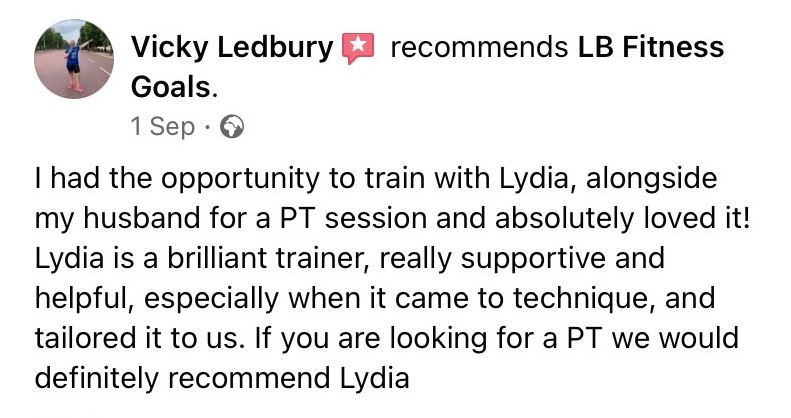 Vicky Ledbury recommends LB Fitness
Goals.
1 Sep ·
I had the opportunity to train with Lydia, alongside
my husband for a PT session and absolutely loved it!
Lydia is a brilliant trainer, really supportive and
helpful, especially when it came to technique, and
tailored it to us. If you are looking for a PT we would
definitely recommend Lydia